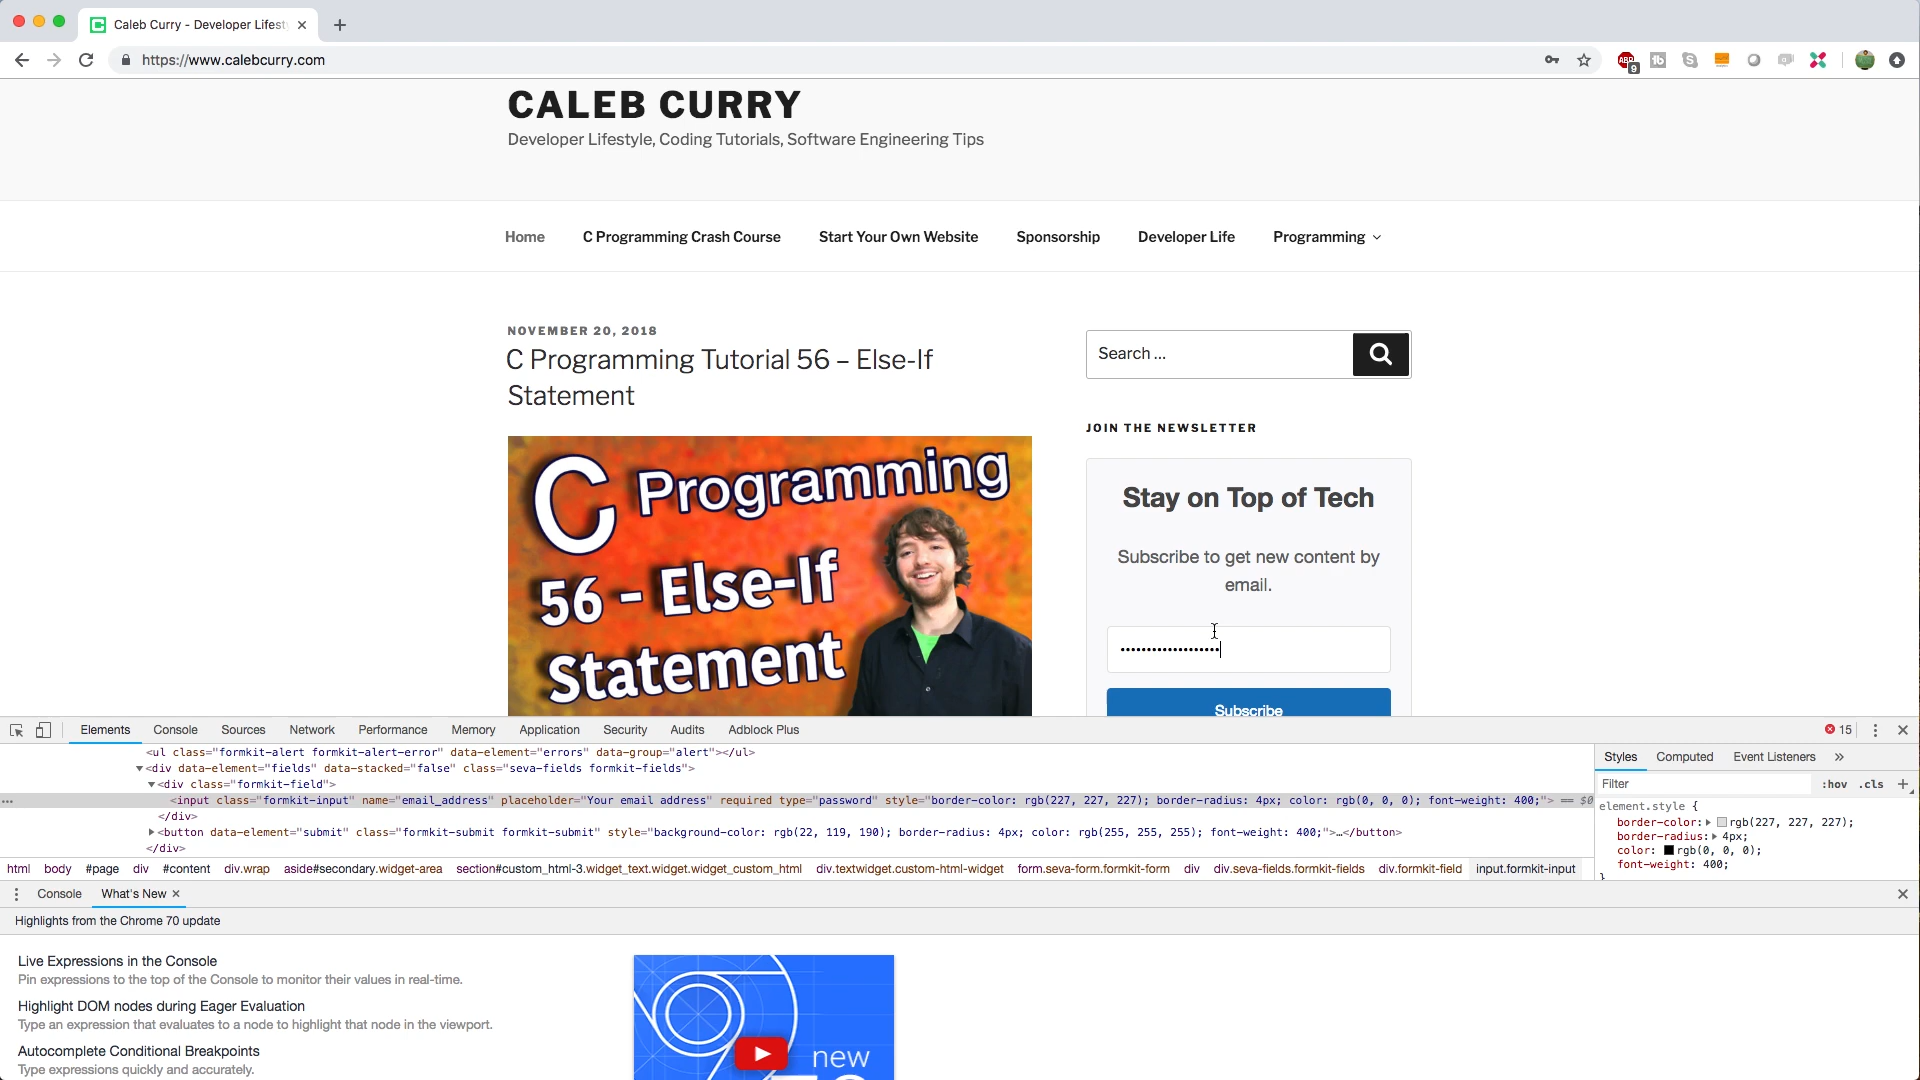 Caleb Curry - Developer Lifest
https://www.calebcurry.com
ABP
9
CALEB CURRY
Developer Lifestyle, Coding Tutorials, Software Engineering Tips
Home C Programming Crash Course Start Your Own Website Sponsorship Developer Life Programming
NOVEMBER 20, 2018
C Programming Tutorial 56 – Else-If
Statement
C Programming
56 - Else-If
Statement
Search ...
JOIN THE NEWSLETTER
Stay on Top of Tech
Subscribe to get new content by
email.
•••••••••••••••••••
Subscribe
Elements Console Sources Network Performance Memory Application Security Audits Adblock Plus 15
<ul class="formkit-alert formkit-alert-error" data-element="errors" data-group="alert"></ul>
<div data-element="fields" data-stacked="false" class="seva-fields formkit-fields">
<div class="formkit-field">
<input class="formkit-input" name="email_address" placeholder="Your email address" required type="password" style="border-color: rgb(227, 227, 227); border-radius: 4px; color: rgb(0, 0, 0); font-weight: 400;"> == $0
</div>
<button data-element="submit" class="formkit-submit formkit-submit" style="background-color: rgb(22, 119, 190); border-radius: 4px; color: rgb(255, 255, 255); font-weight: 400;">…</button>
</div>
html body #page div #content div.wrap aside#secondary.widget-area section#custom_html-3.widget_text.widget.widget_custom_html div.textwidget.custom-html-widget form.seva-form.formkit-form div div.seva-fields.formkit-fields div.formkit-field input.formkit-input
Styles Computed Event Listeners »
Filter :hov .cls +
element.style {
border-color: rgb(227, 227, 227);
border-radius: 4px;
color: rgb(0, 0, 0);
font-weight: 400;
}
Console What's New
Highlights from the Chrome 70 update
Live Expressions in the Console
Pin expressions to the top of the Console to monitor their values in real-time.
Highlight DOM nodes during Eager Evaluation
Type an expression that evaluates to a node to highlight that node in the viewport.
Autocomplete Conditional Breakpoints
Type expressions quickly and accurately.
new